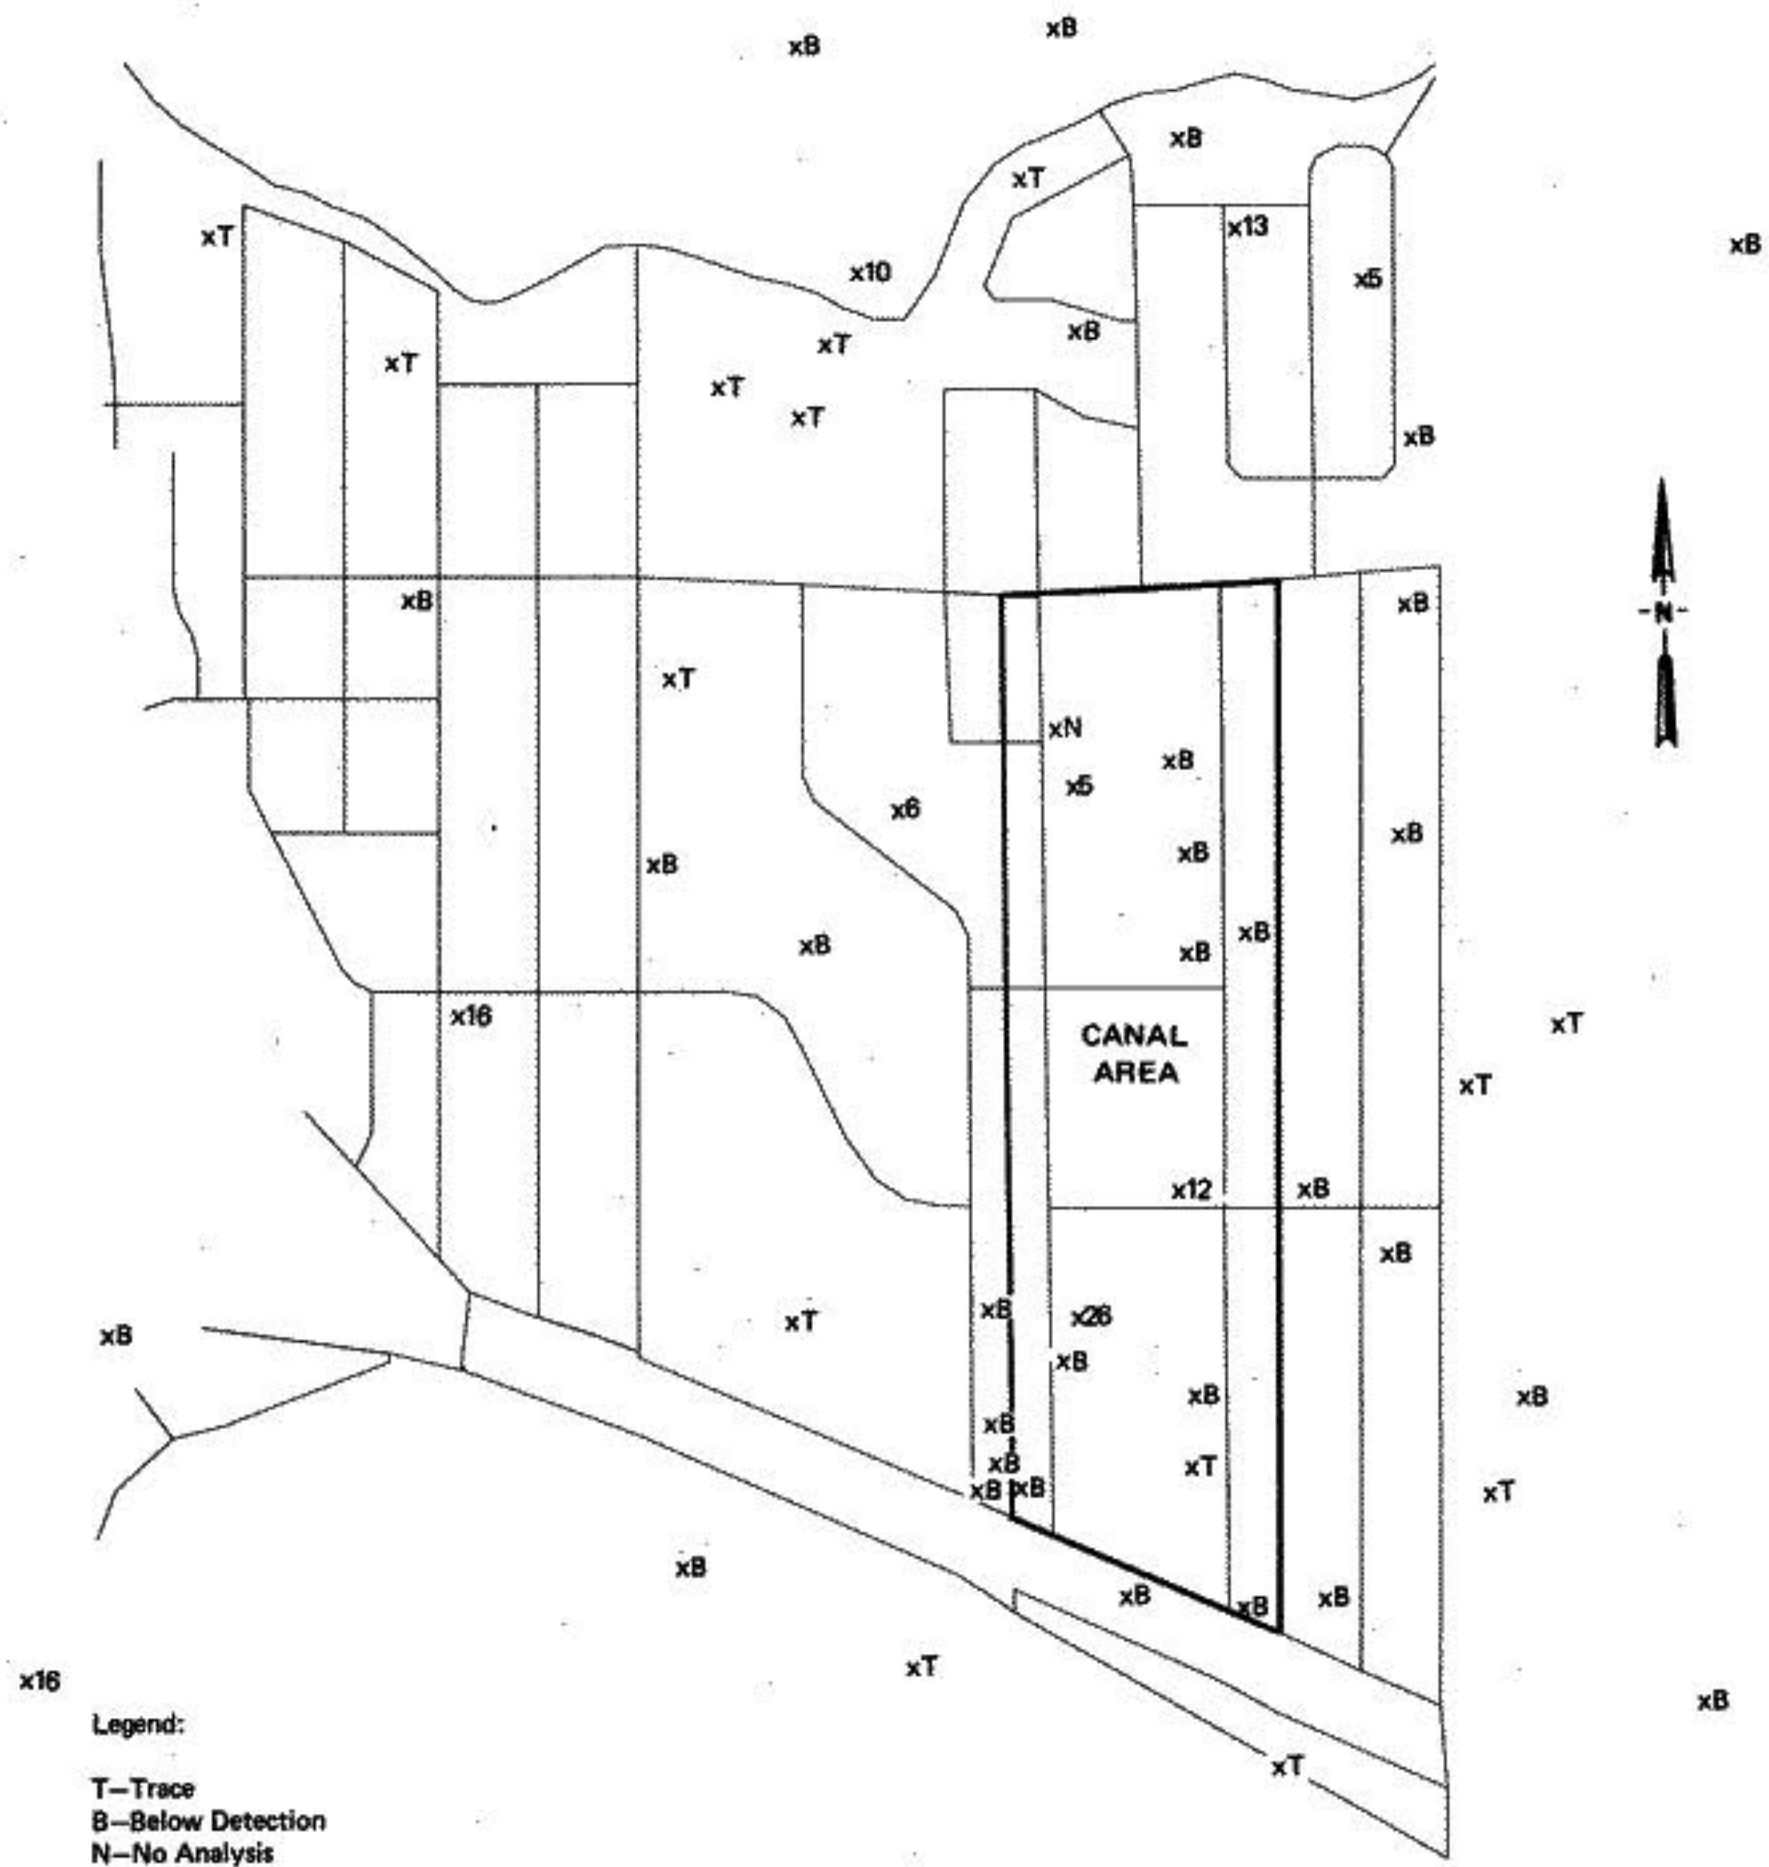 xB
xB
xB
xT
xT
x13
xB
x10
x5
xB
xT
xT
xT
xT
xB
xB
xB
-N-
xT
xN
xB
x5
x6
xB
xB
xB
xB
xB
xB
x16
xT
CANAL
AREA
xT
x12
xB
xB
xB
x26
xT
xB
xB
xB
xB
xB
xB
xT
xB
xB
xT
xB
xB
xB
xB
xT
x16
xB
Legend:
xT
T—Trace
B—Below Detection
N—No Analysis